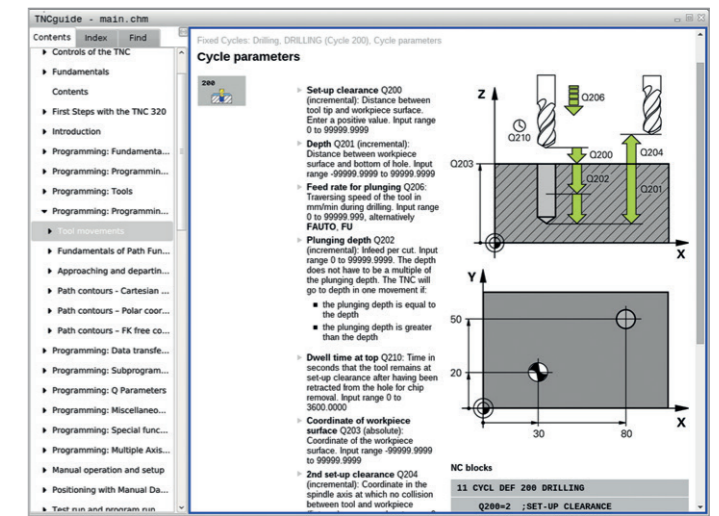 TNCguide - main.chm
Contents Index Find
Controls of the TNC
Fundamentals
Contents
First Steps with the TNC 320
Introduction
Programming: Fundamenta...
Programming: Programmin...
Programming: Tools
Programming: Programmin...
Tool movements
Fundamentals of Path Fun...
Approaching and departin...
Path contours - Cartesian ...
Path contours - Polar coor...
Path contours - FK free co...
Programming: Data transfe...
Programming: Subprogram...
Programming: Q Parameters
Programming: Miscellaneo...
Programming: Special func...
Programming: Multiple Axis...
Manual operation and setup
Positioning with Manual Da...
Test run and program run
Fixed Cycles: Drilling, DRILLING (Cycle 200), Cycle parameters
Cycle parameters
200
Set-up clearance Q200
(incremental): Distance between
tool tip and workpiece surface.
Enter a positive value. Input range
0 to 99999.9999
Depth Q201 (incremental):
Distance between workpiece
surface and bottom of hole. Input
range -99999.9999 to 99999.9999
Feed rate for plunging Q206:
Traversing speed of the tool in
mm/min during drilling. Input range
0 to 99999.999, alternatively
FAUTO, FU
Plunging depth Q202
(incremental): Infeed per cut. Input
range 0 to 99999.9999. The depth
does not have to be a multiple of
the plunging depth. The TNC will
go to depth in one movement if:
the plunging depth is equal to
the depth
the plunging depth is greater
than the depth
Dwell time at top Q210: Time in
seconds that the tool remains at
set-up clearance after having been
retracted from the hole for chip
removal. Input range 0 to
3600.0000
Coordinate of workpiece
surface Q203 (absolute):
Coordinate of the workpiece
surface. Input range -99999.9999
to 99999.9999
2nd set-up clearance Q204
(incremental): Coordinate in the
spindle axis at which no collision
between tool and workpiece
Z
Q206
Q210
Q200
Q204
Q203
Q202
Q201
X
Y
50
20
30
80
X
NC blocks
11 CYCL DEF 200 DRILLING
Q200=2 ;SET-UP CLEARANCE